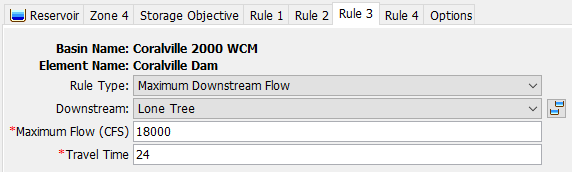 Reservoir Zone 4 Storage Objective Rule 1 Rule 2 Rule 3 Rule 4 Options
Basin Name: Coralville 2000 WCM
Element Name: Coralville Dam
Rule Type: Maximum Downstream Flow
Downstream: Lone Tree
*Maximum Flow (CFS) 18000
*Travel Time 24